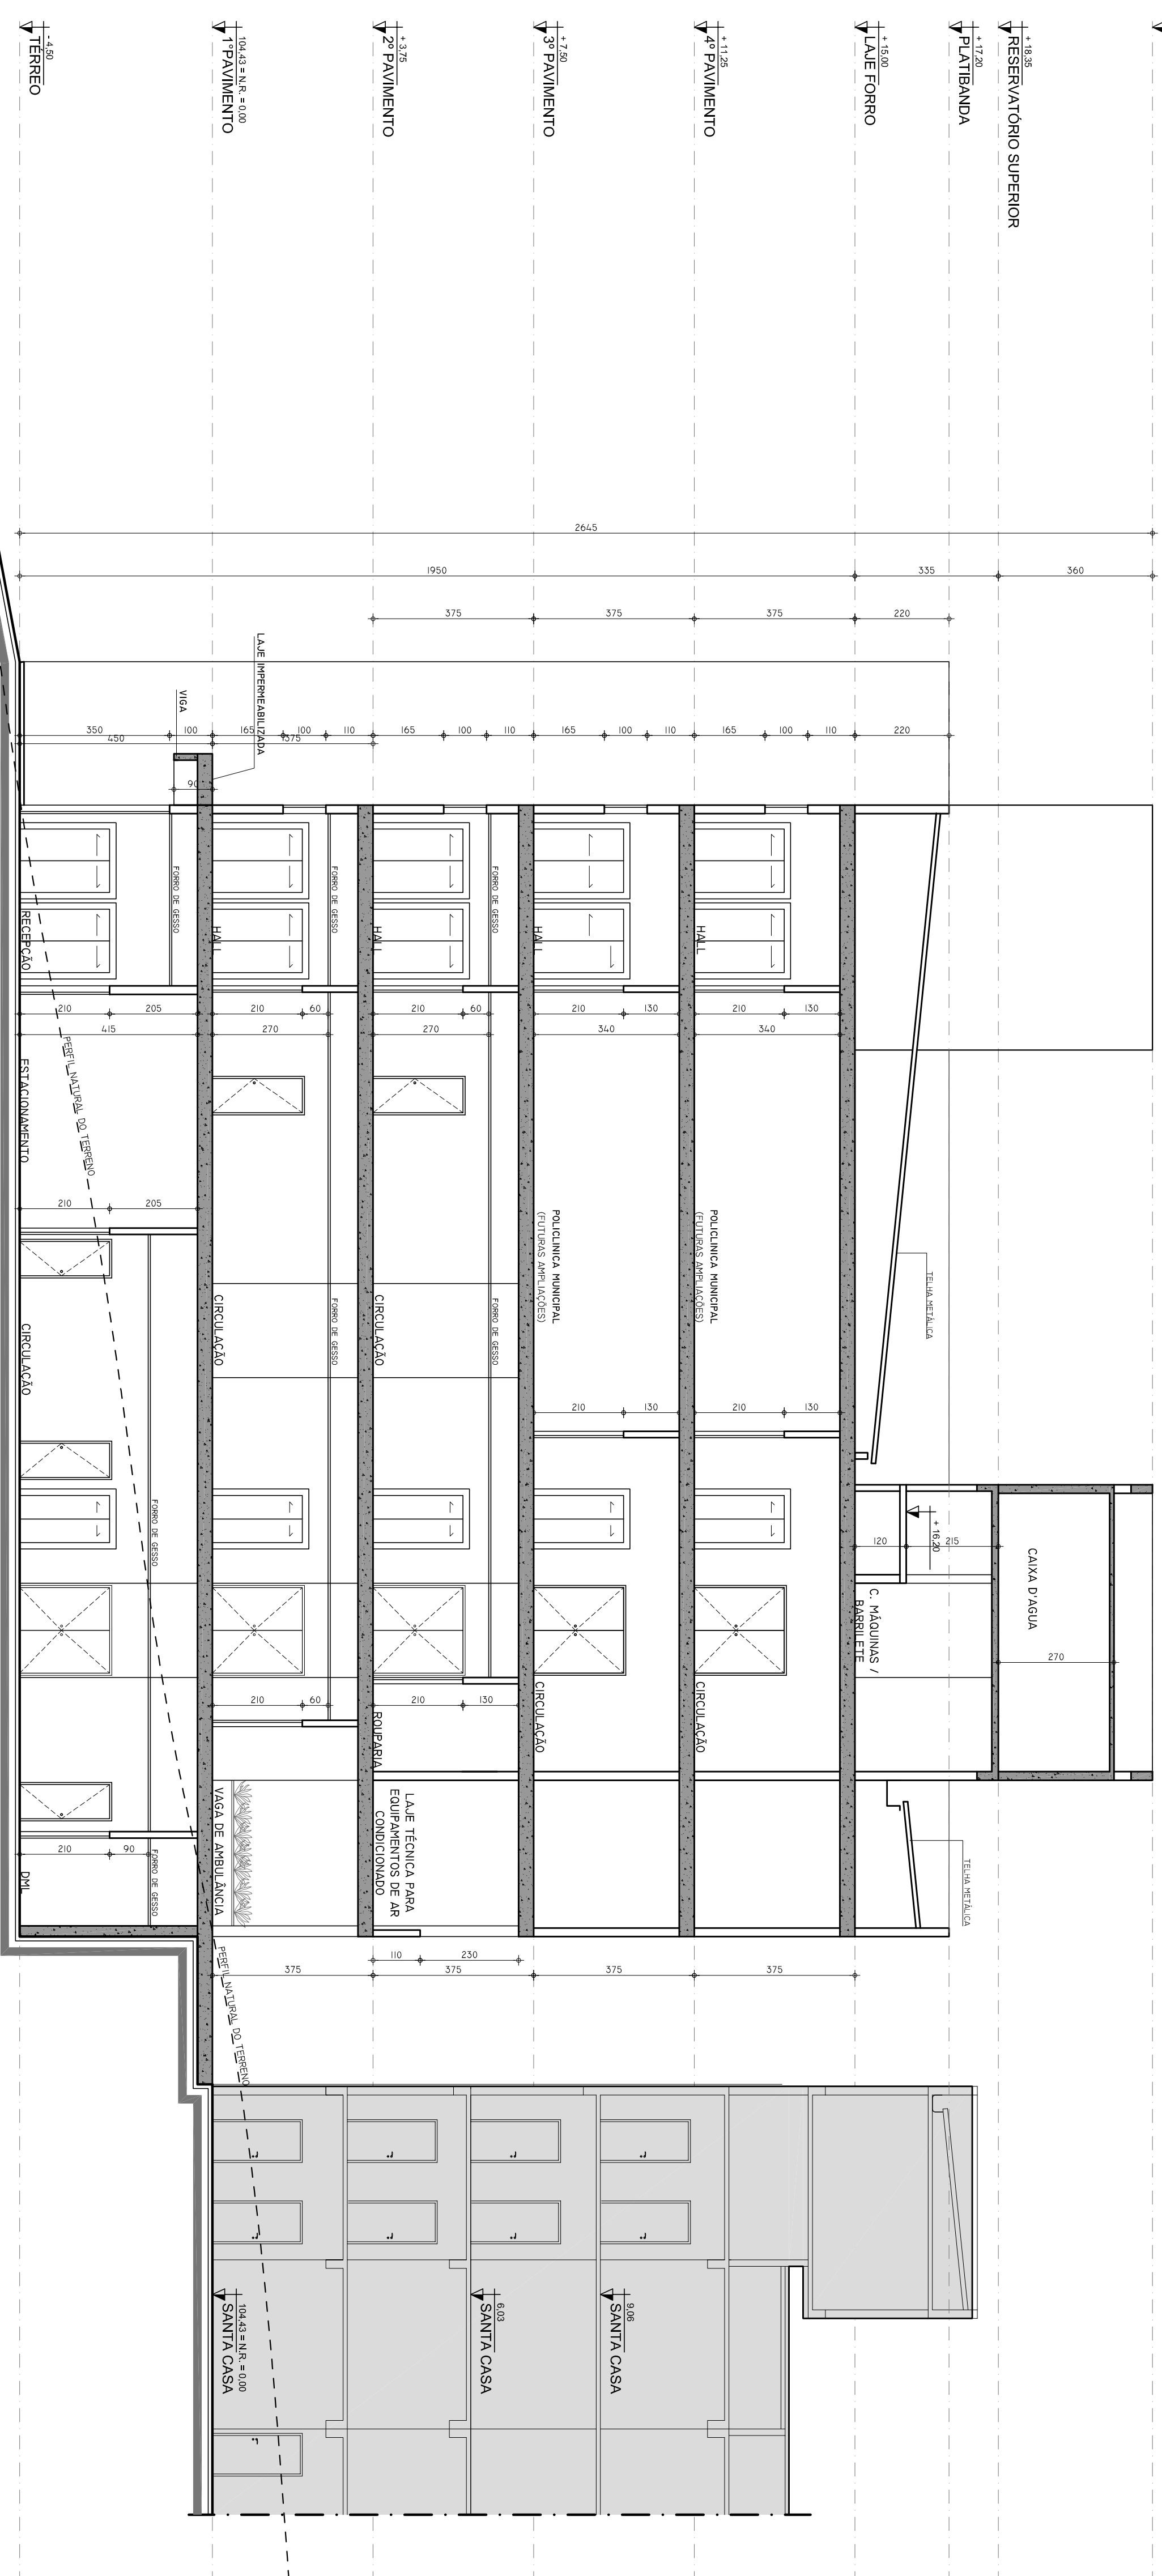 + 18,35
RESERVATÓRIO SUPERIOR
+ 17,20
PLATIBANDA
+ 15,00
LAJE FORRO
+ 11,25
4º PAVIMENTO
+ 7,50
3º PAVIMENTO
+ 3,75
2º PAVIMENTO
104,43 = N.R. = 0,00
1°PAVIMENTO
- 4,50
TÉRREO
2645
1950
335
360
375
375
375
220
LAJE IMPERMEABILIZADA
VIGA
350
100
165
100
110
165
100
110
165
100
110
165
100
110
220
450
375
90
FORRO DE GESSO
FORRO DE GESSO
FORRO DE GESSO
RECEPÇÃO
HALL
HALL
HALL
HALL
210
205
210
60
210
60
210
130
210
130
415
270
270
340
340
PERFIL NATURAL DO TERRENO
ESTACIONAMENTO
210
205
POLICLINICA MUNICIPAL
(FUTURAS AMPLIAÇÕES)
POLICLINICA MUNICIPAL
(FUTURAS AMPLIAÇÕES)
TELHA METÁLICA
CIRCULAÇÃO
CIRCULAÇÃO
FORRO DE GESSO
CIRCULAÇÃO
FORRO DE GESSO
210
130
210
130
FORRO DE GESSO
+ 16,20
120
215
CAIXA D'AGUA
C. MÁQUINAS /
BARRILETE
270
210
60
210
130
ROUPARIA
CIRCULAÇÃO
CIRCULAÇÃO
VAGA DE AMBULÂNCIA
LAJE TÉCNICA PARA
EQUIPAMENTOS DE AR
CONDICIONADO
TELHA METÁLICA
210
90
FORRO DE GESSO
DML
110
230
375
375
375
375
PERFIL NATURAL DO TERRENO
104,43 = N.R. = 0,00
SANTA CASA
6,03
SANTA CASA
9,06
SANTA CASA